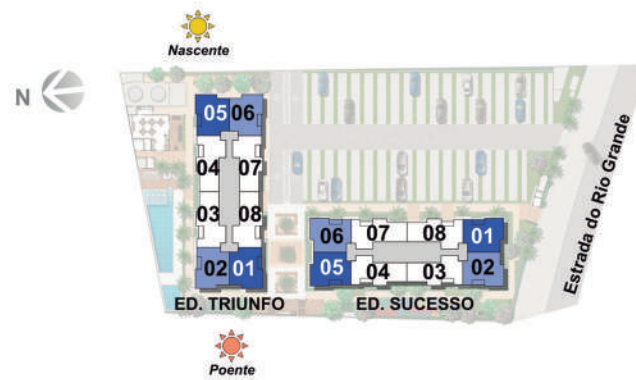 Nascente
N
05 06
04 07
03 08
02 01
ED. TRIUNFO
06 07 08 01
05 04 03 02
ED. SUCESSO
Estrada do Rio Grande
Poente